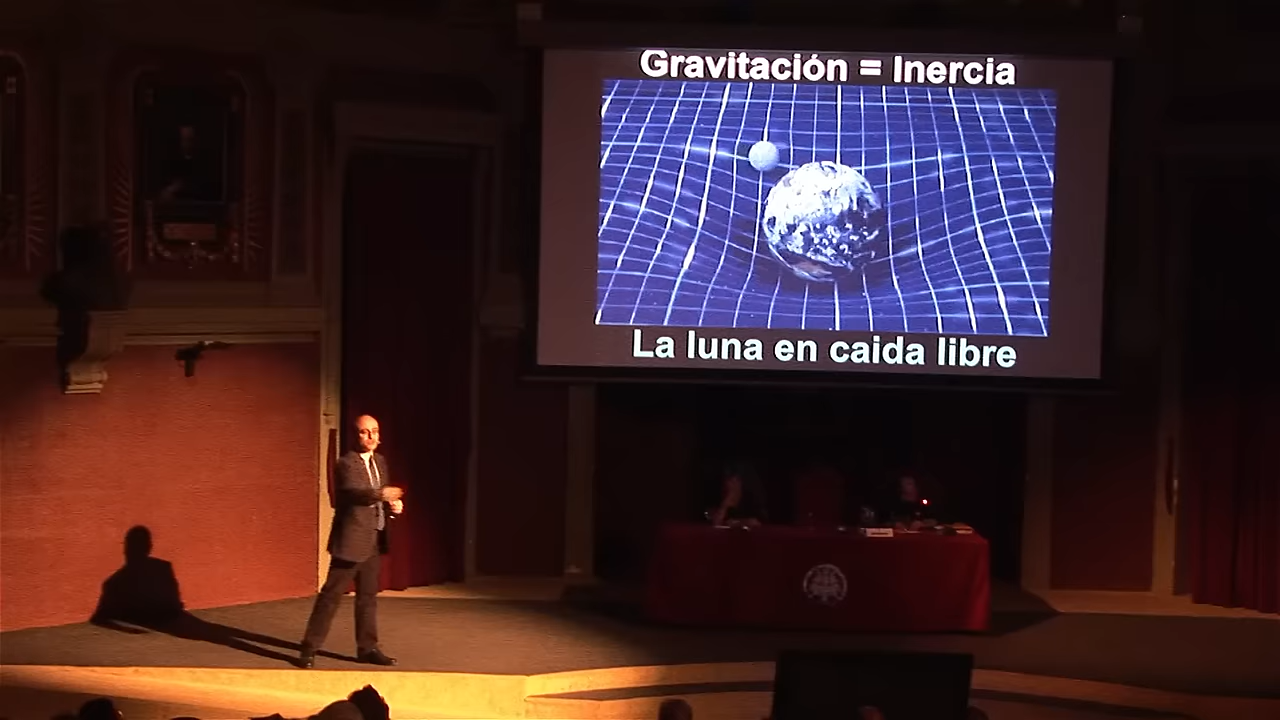 Gravitación = Inercia
La luna en caida libre